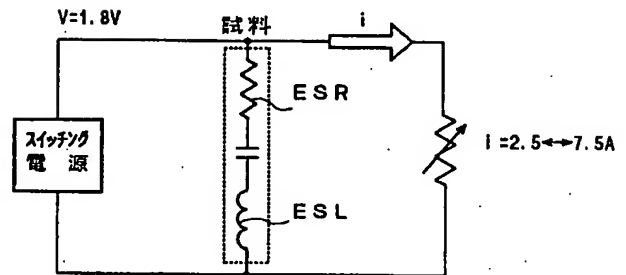 V=1.8V
試料
i
ESR
スイッチング
電源
i=2.5↔7.5A
ESL